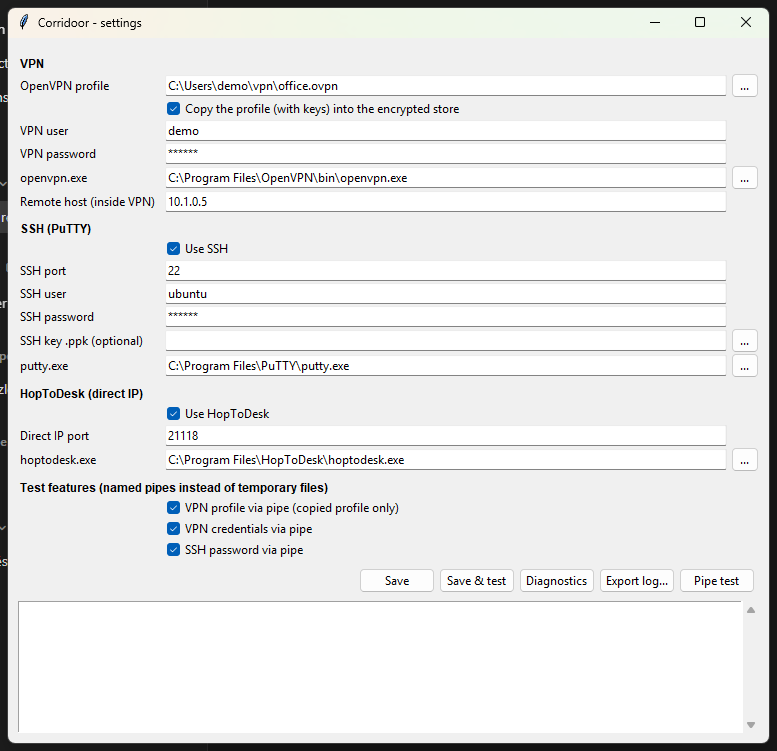 Corridoor - settings
VPN
OpenVPN profile C:\Users\demo\vpn\office.ovpn ...
Copy the profile (with keys) into the encrypted store
VPN user demo
VPN password ******
openvpn.exe C:\Program Files\OpenVPN\bin\openvpn.exe ...
Remote host (inside VPN) 10.1.0.5
SSH (PuTTY)
Use SSH
SSH port 22
SSH user ubuntu
SSH password ******
SSH key .ppk (optional) ...
putty.exe C:\Program Files\PuTTY\putty.exe ...
HopToDesk (direct IP)
Use HopToDesk
Direct IP port 21118
hoptodesk.exe C:\Program Files\HopToDesk\hoptodesk.exe ...
Test features (named pipes instead of temporary files)
VPN profile via pipe (copied profile only)
VPN credentials via pipe
SSH password via pipe
Save Save & test Diagnostics Export log... Pipe test